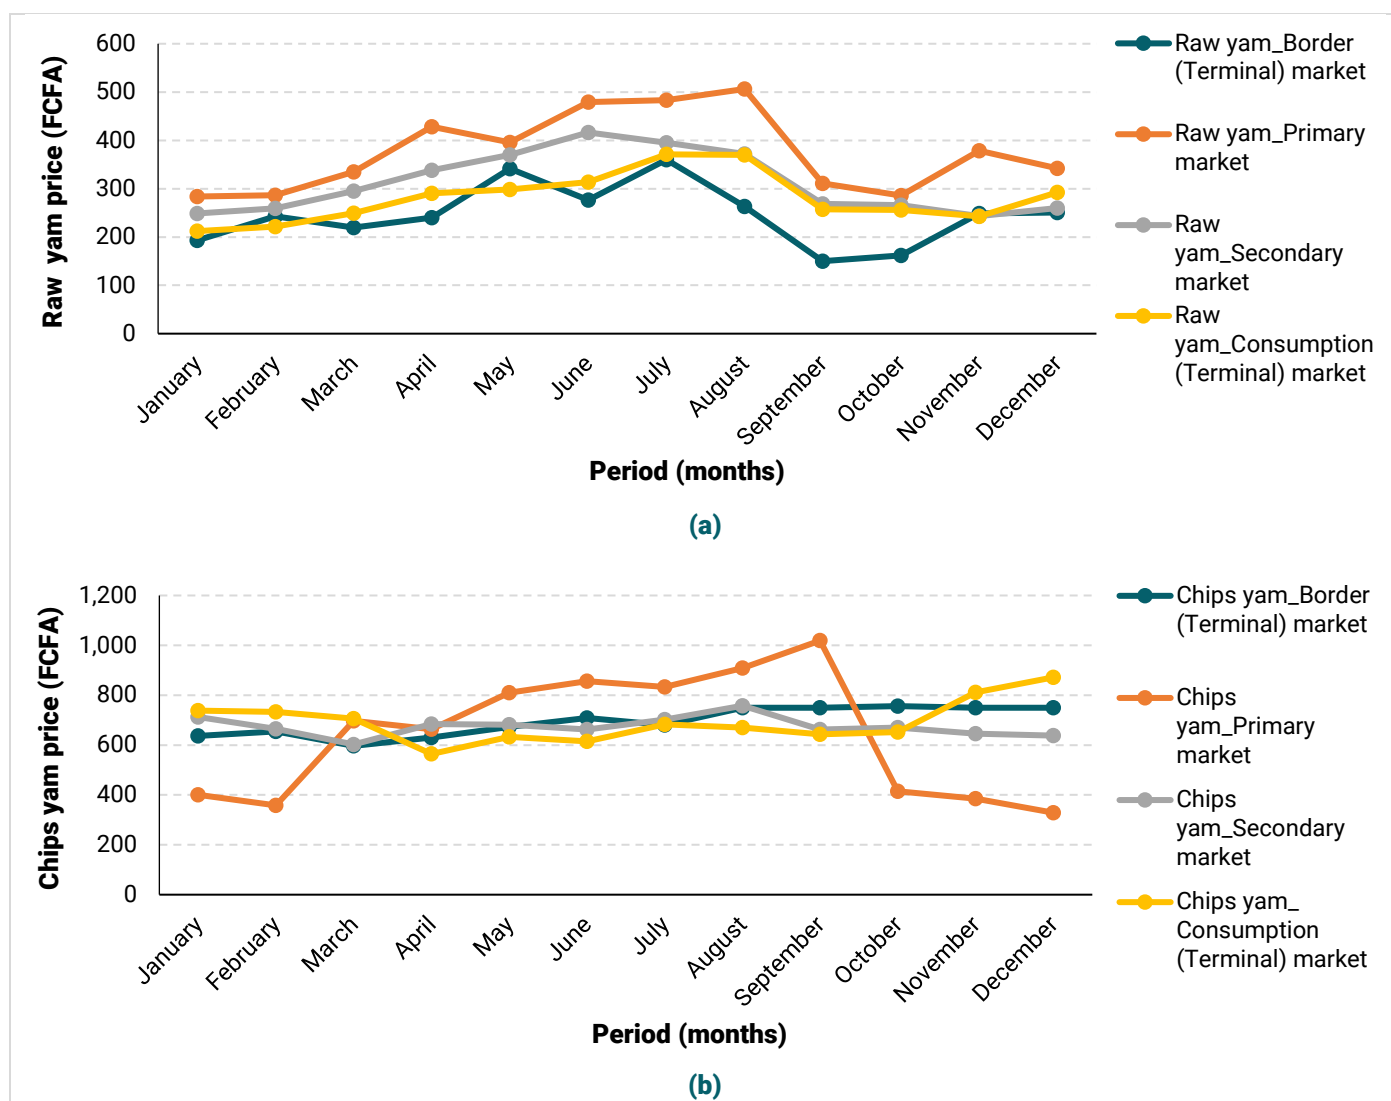 Raw yam price (FCFA)
600
500
400
300
200
100
0
January
February
March
April
May
June
July
August
September
October
November
December
Period (months)
Raw yam_Border
(Terminal) market
Raw yam_Primary
market
Raw
yam_Secondary
market
Raw
yam_Consumption
(Terminal) market
(a)
Chips yam price (FCFA)
1,200
1,000
800
600
400
200
0
January
February
March
April
May
June
July
August
September
October
November
December
Period (months)
Chips yam_Border
(Terminal) market
Chips
yam_Primary
market
Chips
yam_Secondary
market
Chips yam_
Consumption
(Terminal) market
(b)